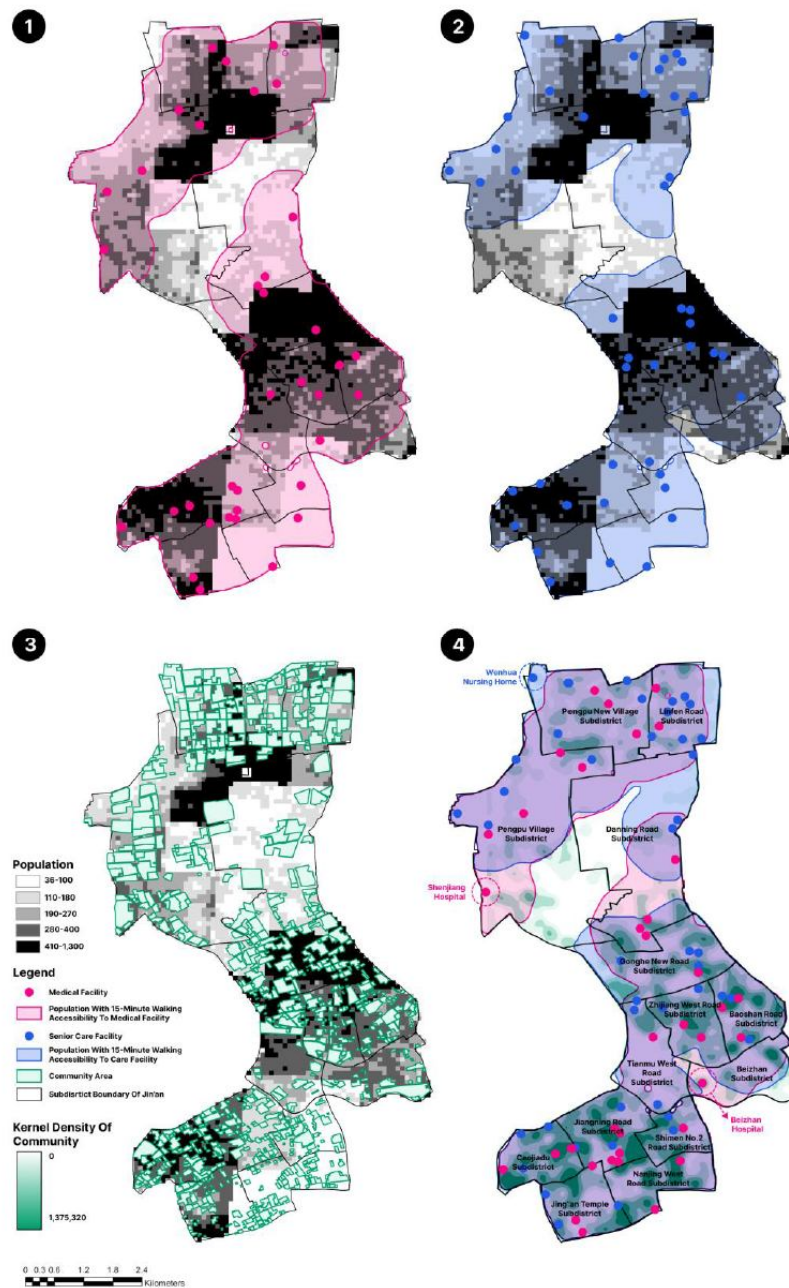 1
2
3
4
Wenhua
Nursing Home
Pengpu New Village
Subdistrict
Linfen Road
Subdistrict
Pengpu Village
Subdistrict
Danning Road
Subdistrict
Shenjiang
Hospital
Gonghe New Road
Subdistrict
Zhijiang West Road
Subdistrict
Baoshan Road
Subdistrict
Tianmu West
Road
Subdistrict
Beizhan
Subdistrict
Beizhan
Hospital
Jiangning Road
Subdistrict
Shimen No.2
Road Subdistrict
Caojiadu
Subdistrict
Nanjing West
Road Subdistrict
Jing'an Temple
Subdistrict
Population
36-100
110-180
190-270
280-400
410-1,300
Legend
Medical Facility
Population With 15-Minute Walking
Accessibility To Medical Facility
Senior Care Facility
Population With 15-Minute Walking
Accessibility To Care Facility
Community Area
Subdisrtict Boundary Of Jin'an
Kernel Density Of
Community
0
1,375,320
0 0.3 0.6 1.2 1.8 2.4
Kilometers